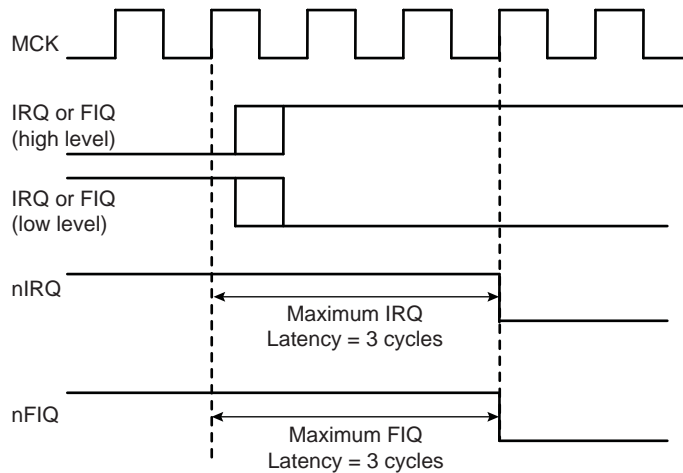 MCK
IRQ or FIQ
(high level)
IRQ or FIQ
(low level)
nIRQ
Maximum IRQ
Latency = 3 cycles
nFIQ
Maximum FIQ
Latency = 3 cycles